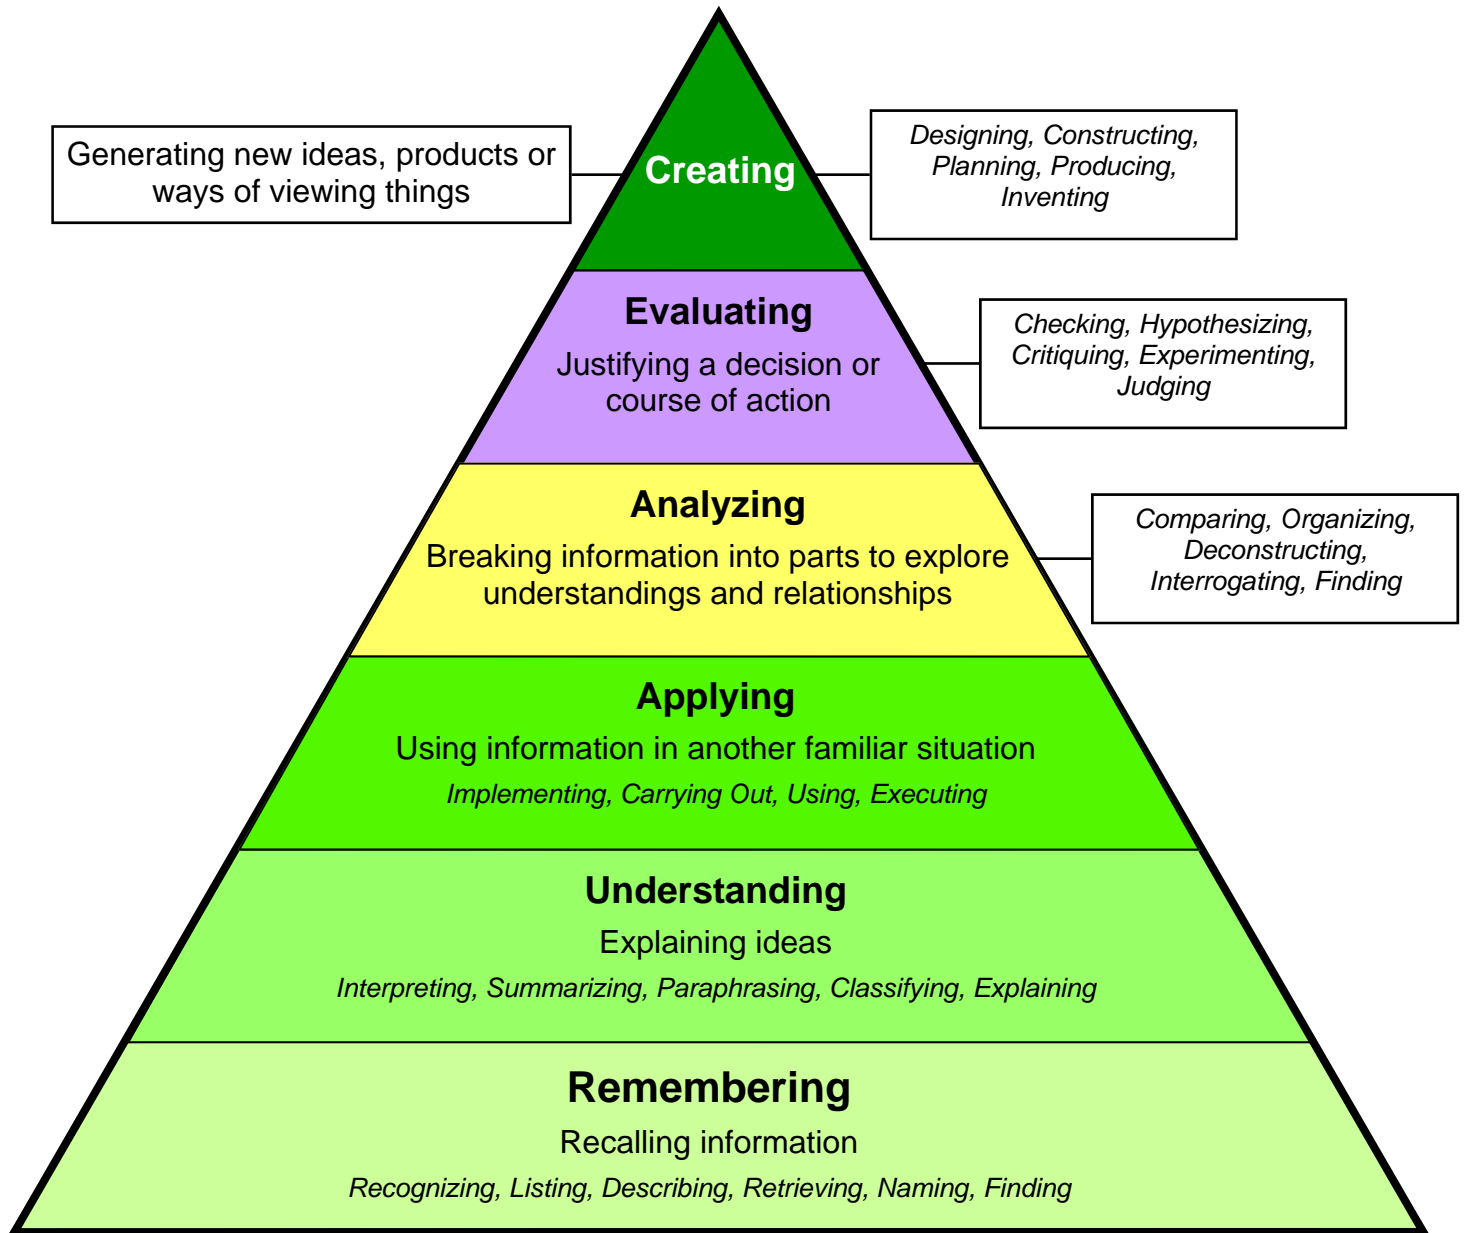 Generating new ideas, products or
ways of viewing things
Creating
Designing, Constructing,
Planning, Producing,
Inventing
Evaluating
Justifying a decision or
course of action
Checking, Hypothesizing,
Critiquing, Experimenting,
Judging
Analyzing
Breaking information into parts to explore
understandings and relationships
Comparing, Organizing,
Deconstructing,
Interrogating, Finding
Applying
Using information in another familiar situation
Implementing, Carrying Out, Using, Executing
Understanding
Explaining ideas
Interpreting, Summarizing, Paraphrasing, Classifying, Explaining
Remembering
Recalling information
Recognizing, Listing, Describing, Retrieving, Naming, Finding